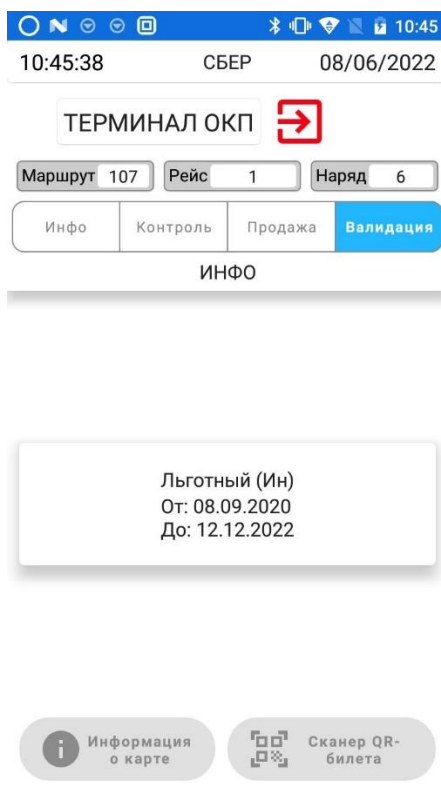 10:45
10:45:38 СБЕР 08/06/2022
ТЕРМИНАЛ ОКП
Маршрут 107 Рейс 1 Наряд 6
Инфо Контроль Продажа Валидация
ИНФО
Льготный (Ин)
От: 08.09.2020
До: 12.12.2022
Информация Сканер QR-
о карте билета